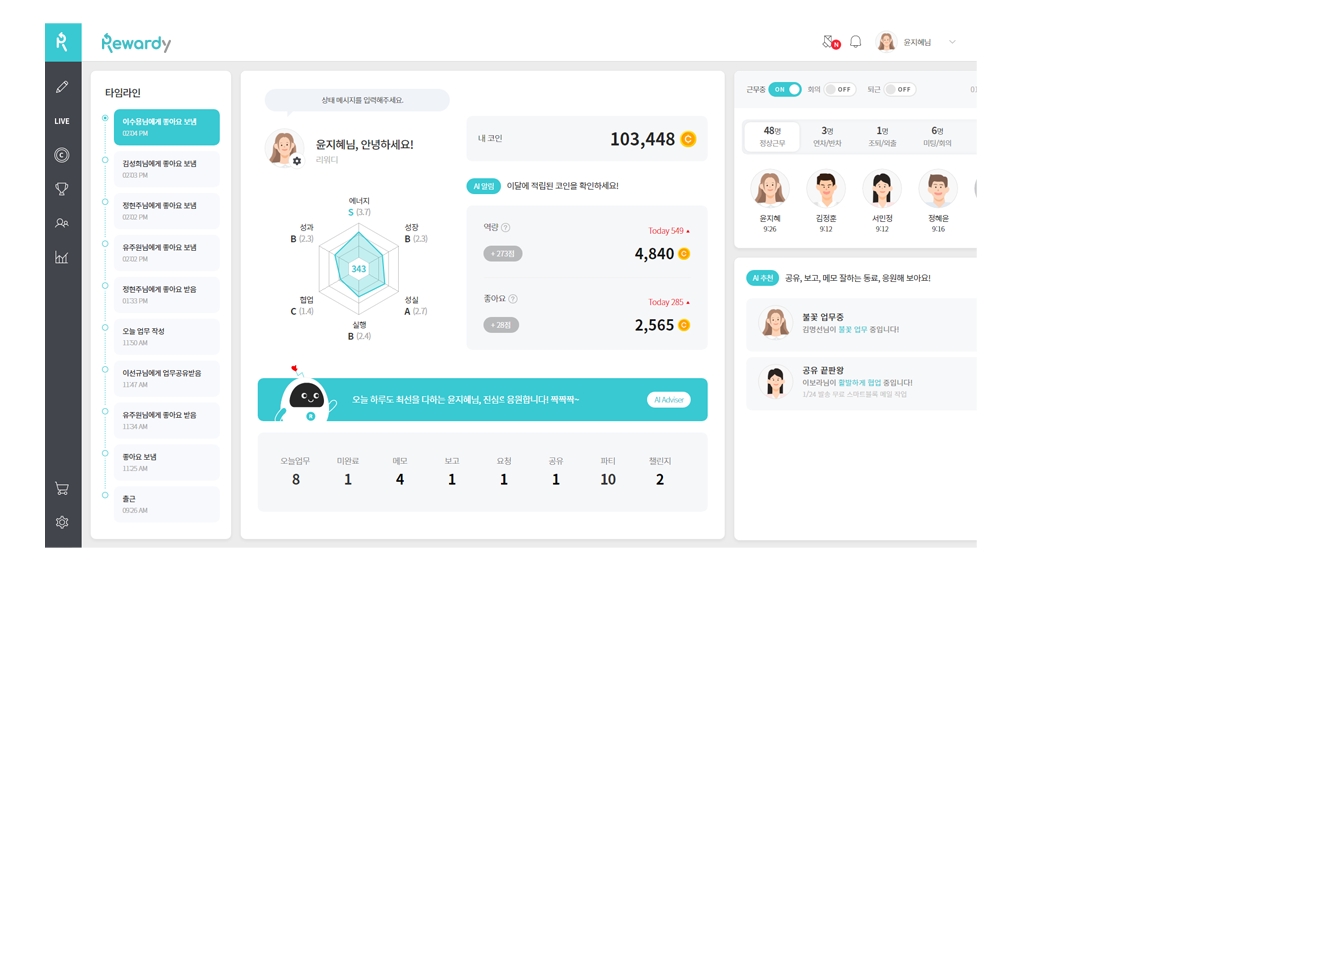 Rewardy
N
윤지혜님
LIVE
타임라인
이수문님에게 좋아요 보냄
02:04 PM
김성희님에게 좋아요 보냄
02:03 PM
정현주님에게 좋아요 보냄
02:02 PM
유주원님에게 좋아요 보냄
02:02 PM
정현주님에게 좋아요 받음
01:33 PM
오늘 업무 작성
11:50 AM
이선규님에게 업무공유받음
11:47 AM
유주원님에게 좋아요 받음
11:34 AM
좋아요 보냄
11:25 AM
출근
09:26 AM
상태 메시지를 입력해주세요.
윤지혜님, 안녕하세요!
리워디
에너지
S (3.7)
성과
B (2.3)
성장
B (2.3)
343
협업
C (1.4)
성실
A (2.7)
실행
B (2.4)
내 코인
103,448
AI 알림 이달에 적립된 코인을 확인하세요!
역량 ?
Today 549 ▲
+ 273점
4,840
좋아요 ?
Today 285 ▲
+ 28점
2,565
오늘 하루도 최선을 다하는 윤지혜님, 진심으로 응원합니다! 짝짝짝~
AI Adviser
오늘업무 미완료 메모 보고 요청 공유 파티 챌린지
8 1 4 1 1 1 10 2
근무중 ON 회의 OFF 퇴근 OFF
48명 3명 1명 6명
정상근무 연차/반차 조퇴/외출 미팅/회의
윤지혜 김정훈 서민정 정혜윤
9:26 9:12 9:12 9:16
AI 추천 공유, 보고, 메모 잘하는 동료, 응원해 보아요!
불꽃 업무중
김명선님이 불꽃 업무 중입니다!
공유 끝판왕
이보라님이 활발하게 협업 중입니다!
1/24 발송 무료 스마트블록 메일 작업